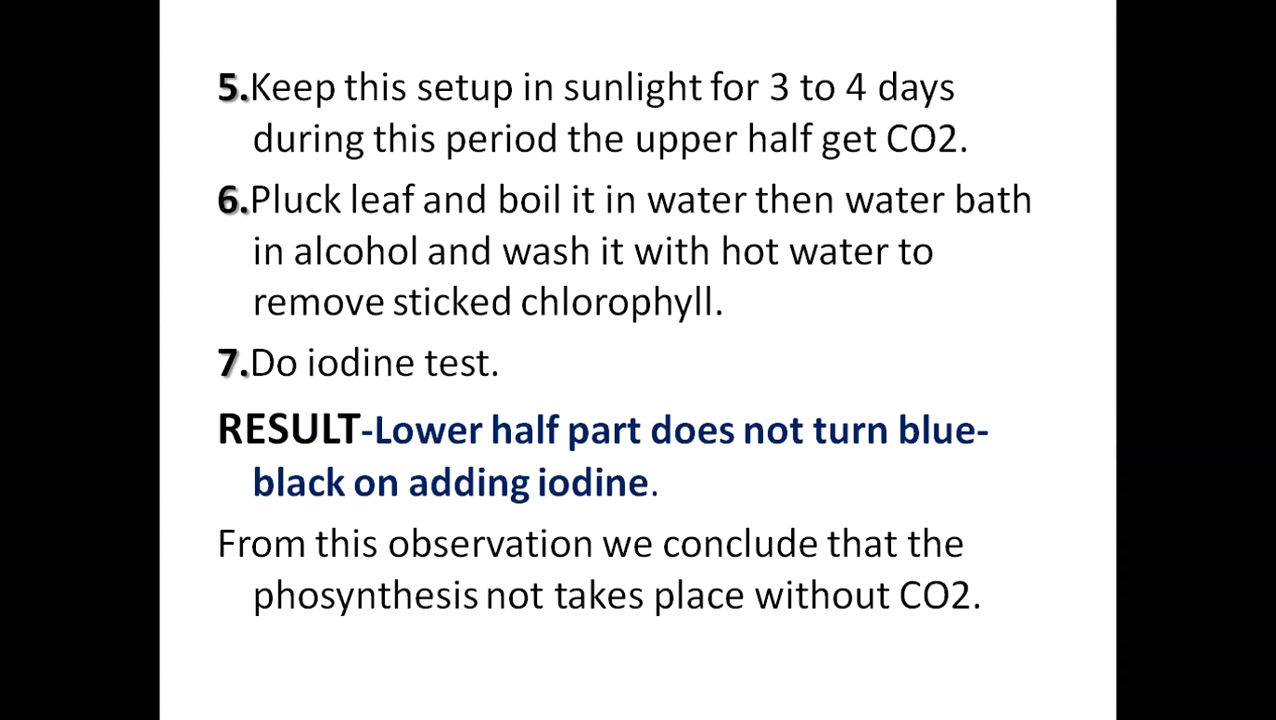 5.Keep this setup in sunlight for 3 to 4 days
during this period the upper half get CO2.
6.Pluck leaf and boil it in water then water bath
in alcohol and wash it with hot water to
remove sticked chlorophyll.
7.Do iodine test.
RESULT-Lower half part does not turn blue-
black on adding iodine.
From this observation we conclude that the
phosynthesis not takes place without CO2.